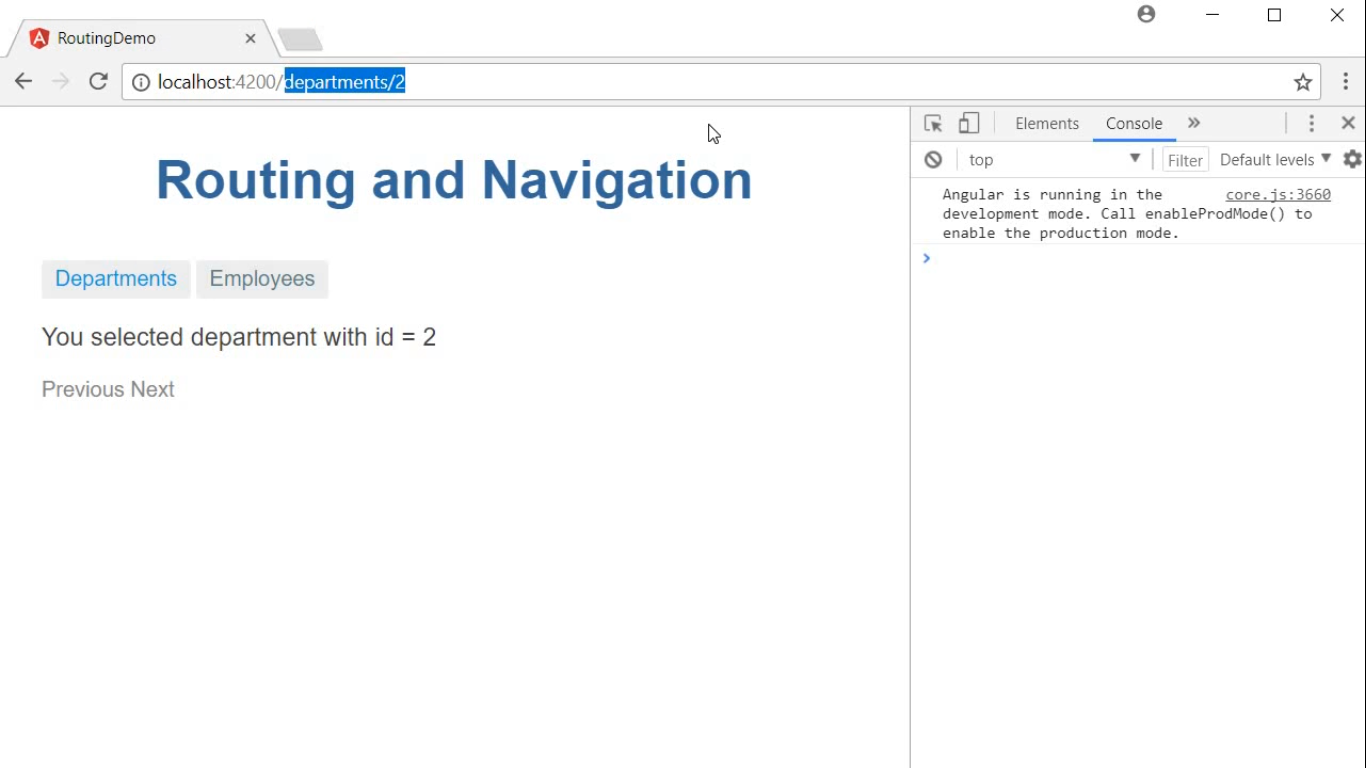 RoutingDemo
localhost:4200/departments/2
Routing and Navigation
Departments Employees
You selected department with id = 2
Previous Next
Elements Console »
top Filter Default levels
Angular is running in the core.js:3660
development mode. Call enableProdMode() to
enable the production mode.